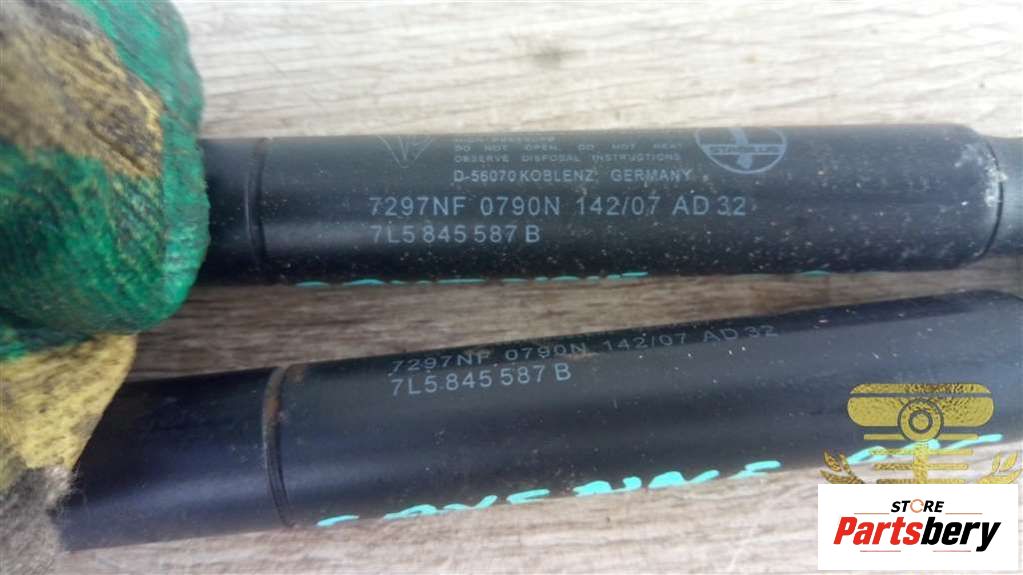 DO NOT OPEN. DO NOT HEAT
OBSERVE DISPOSAL INSTRUCTIONS
STABILUS
D-56070 KOBLENZ, GERMANY
7297NF 0790N 142/07 AD 32
7L5 845 587 B
7297NF 0790N 142/07 AD 32
7L5 845 587 B
STORE
Partsbery